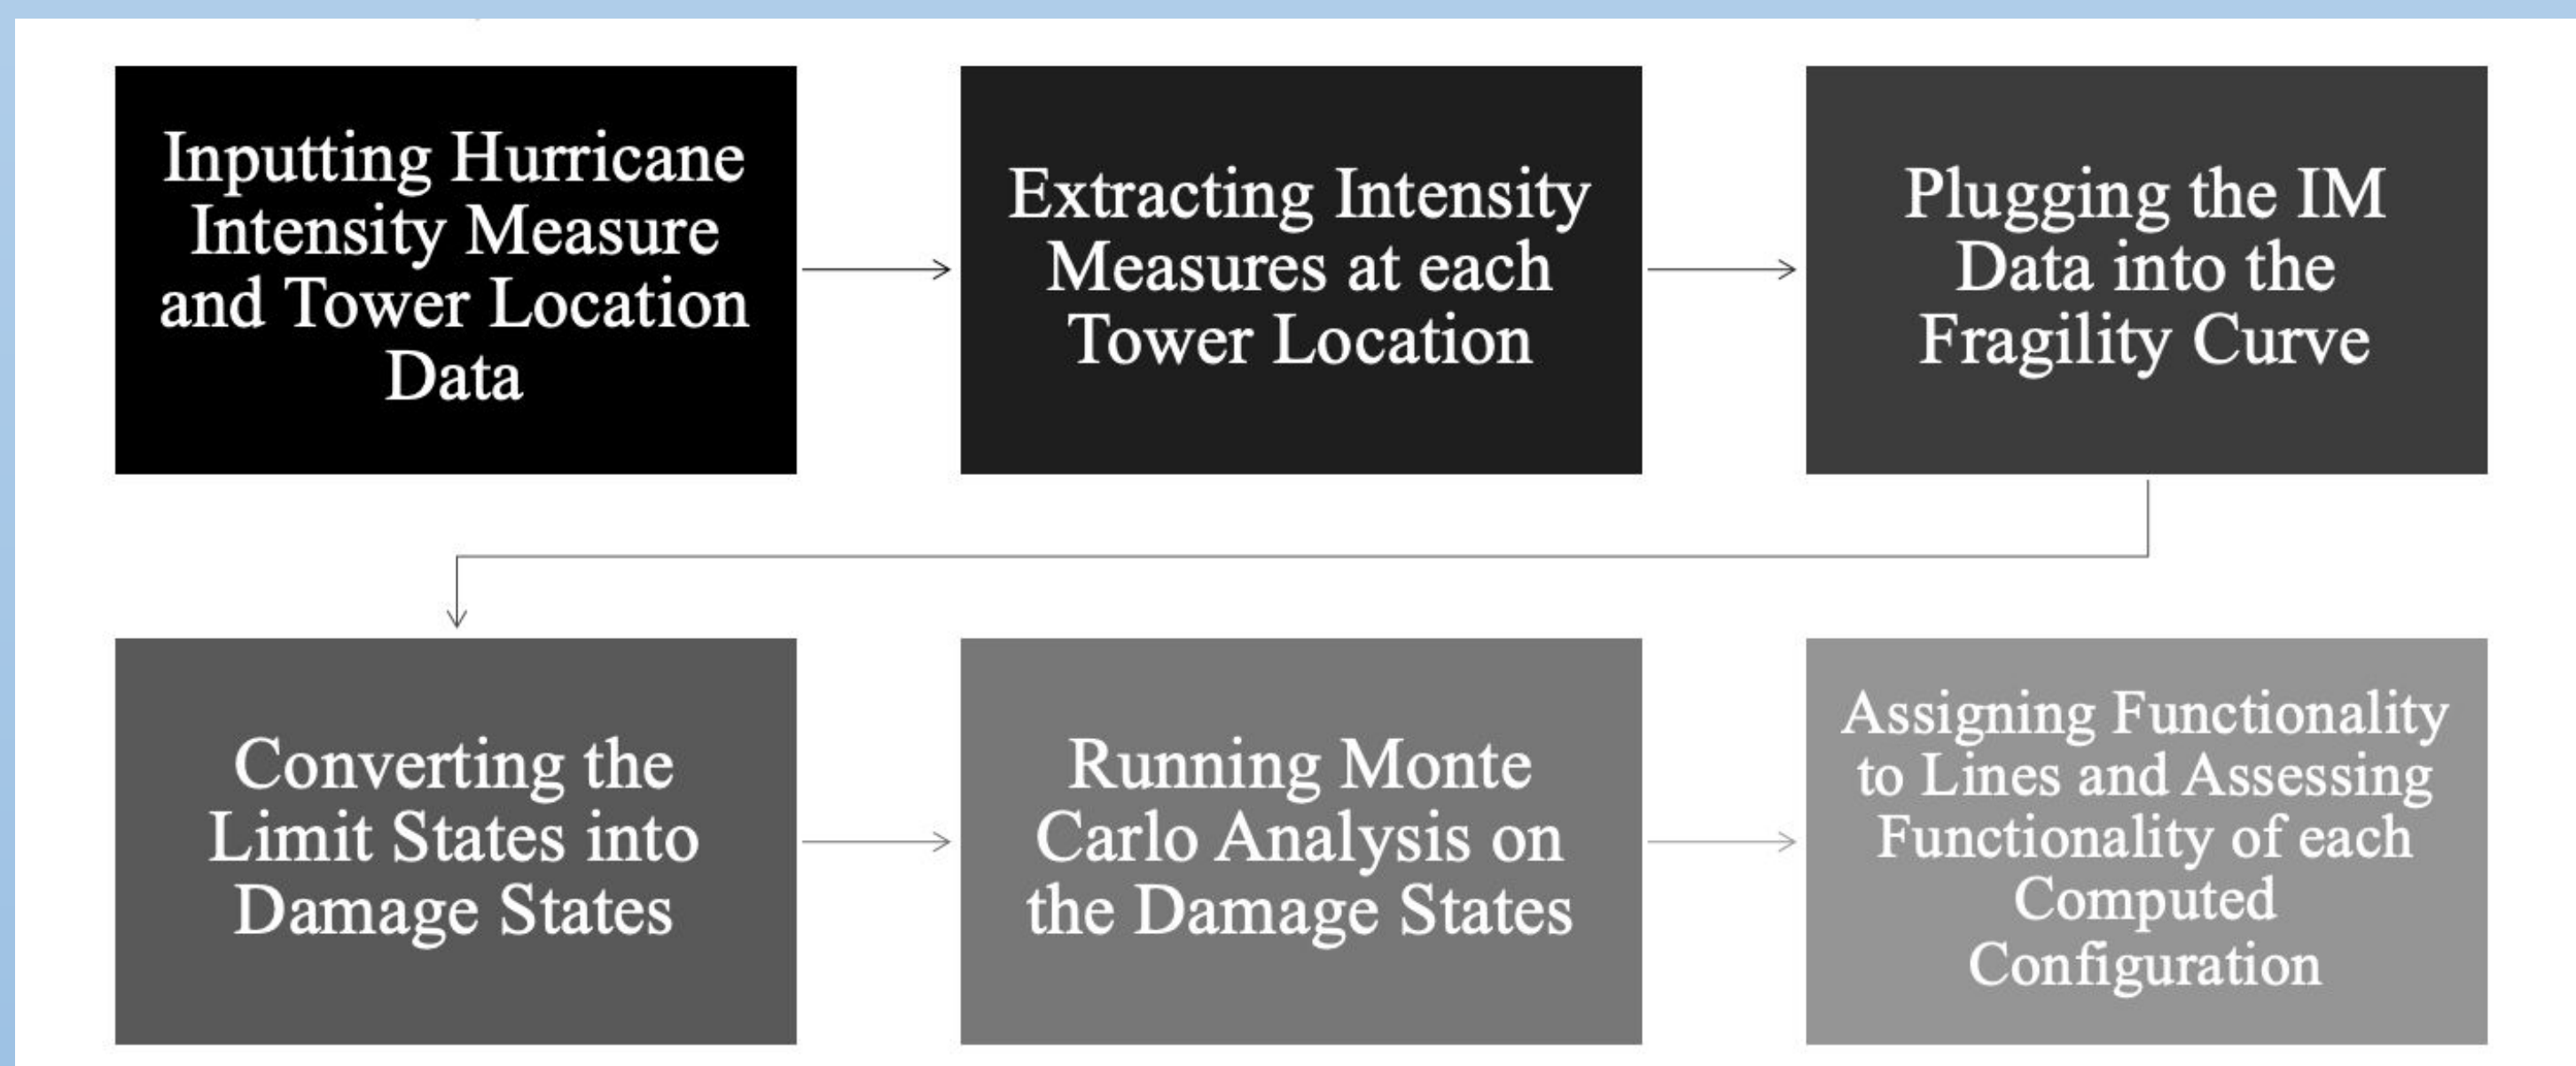 Inputting Hurricane
Intensity Measure
and Tower Location
Data
Extracting Intensity
Measures at each
Tower Location
Plugging the IM
Data into the
Fragility Curve
Converting the
Limit States into
Damage States
Running Monte
Carlo Analysis on
the Damage States
Assigning Functionality
to Lines and Assessing
Functionality of each
Computed
Configuration